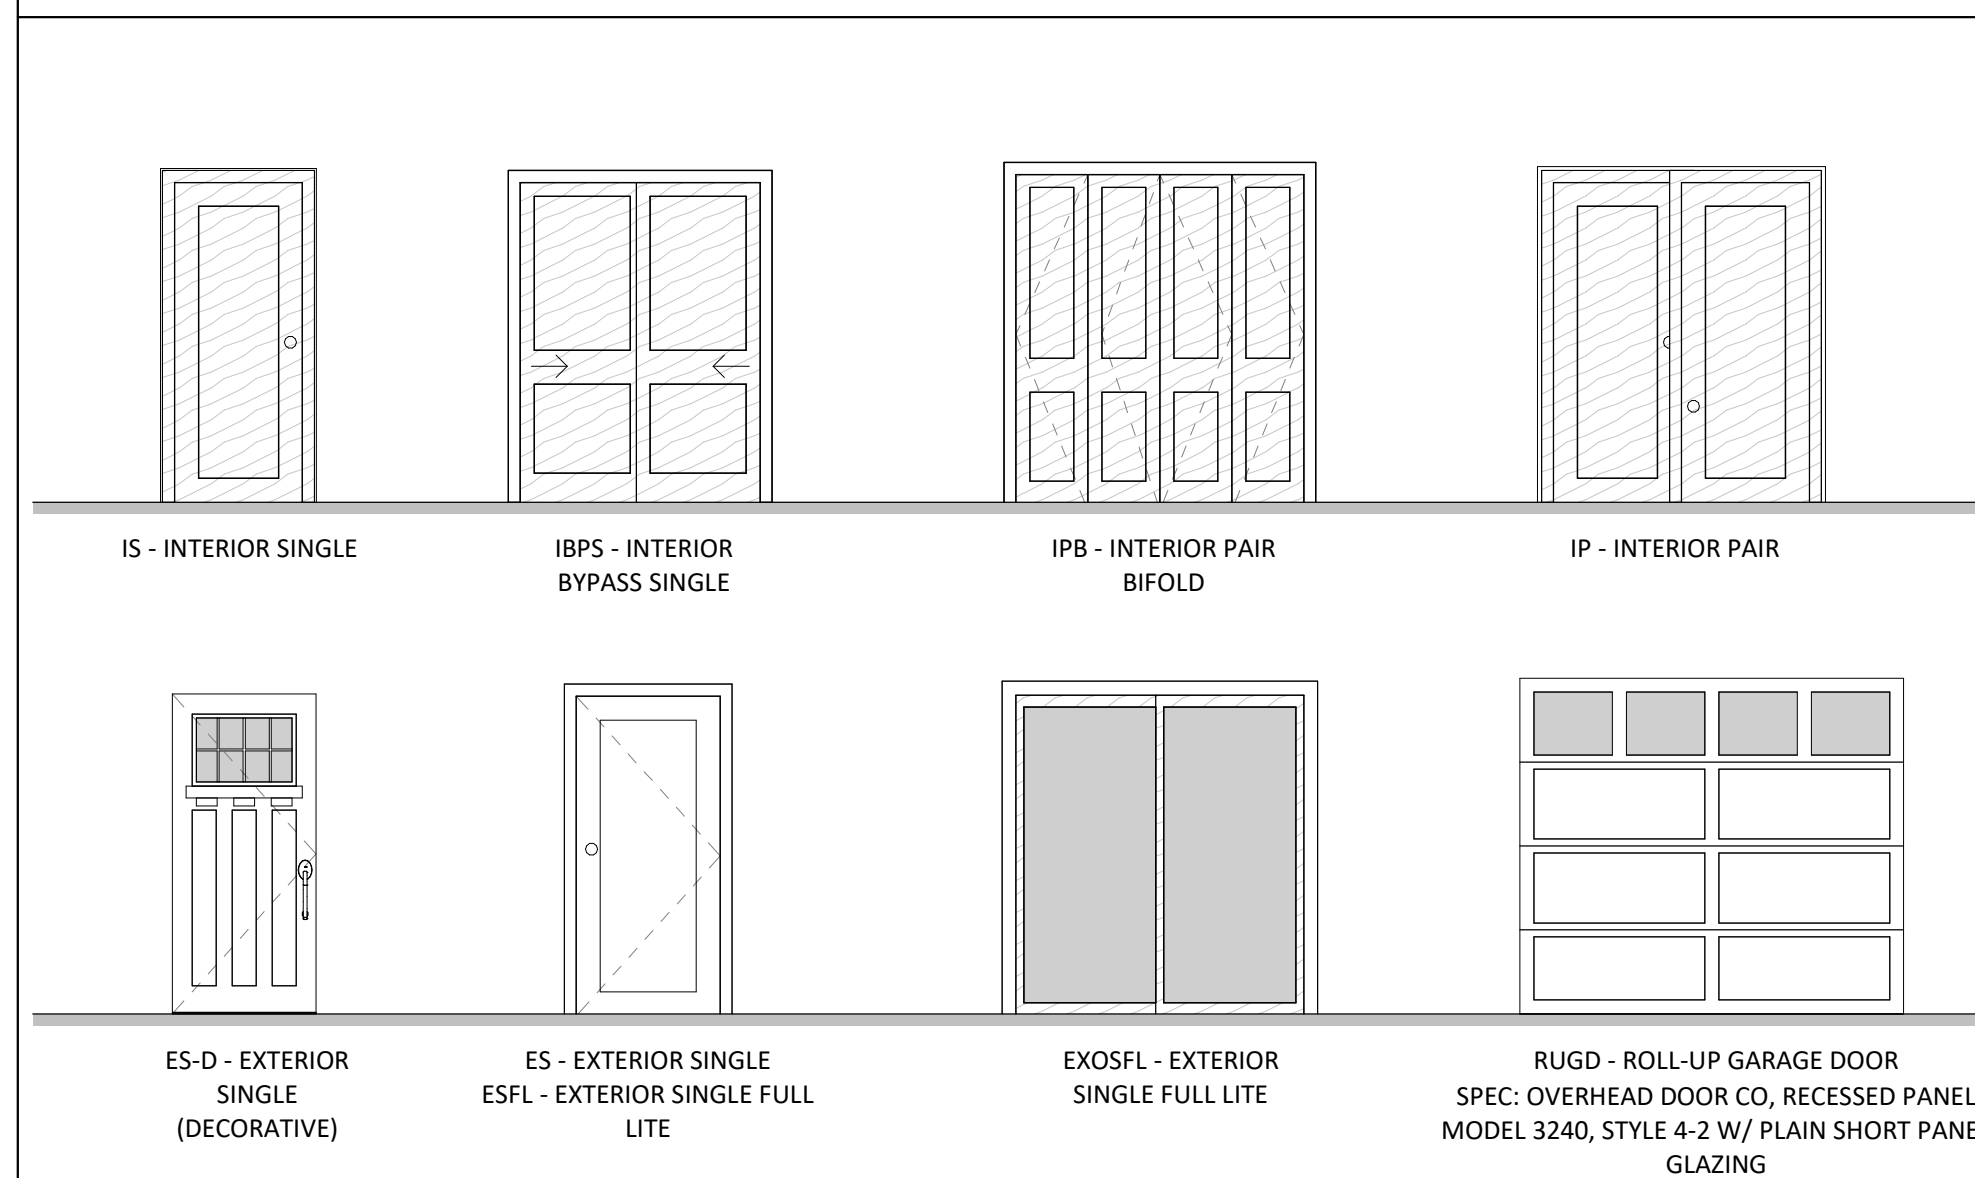 IS - INTERIOR SINGLE
IBPS - INTERIOR
BYPASS SINGLE
IPB - INTERIOR PAIR
BIFOLD
IP - INTERIOR PAIR
ES-D - EXTERIOR
SINGLE
(DECORATIVE)
ES - EXTERIOR SINGLE
ESFL - EXTERIOR SINGLE FULL
LITE
EXOSFL - EXTERIOR
SINGLE FULL LITE
RUGD - ROLL-UP GARAGE DOOR
SPEC: OVERHEAD DOOR CO, RECESSED PANEL
MODEL 3240, STYLE 4-2 W/ PLAIN SHORT PANE
GLAZING